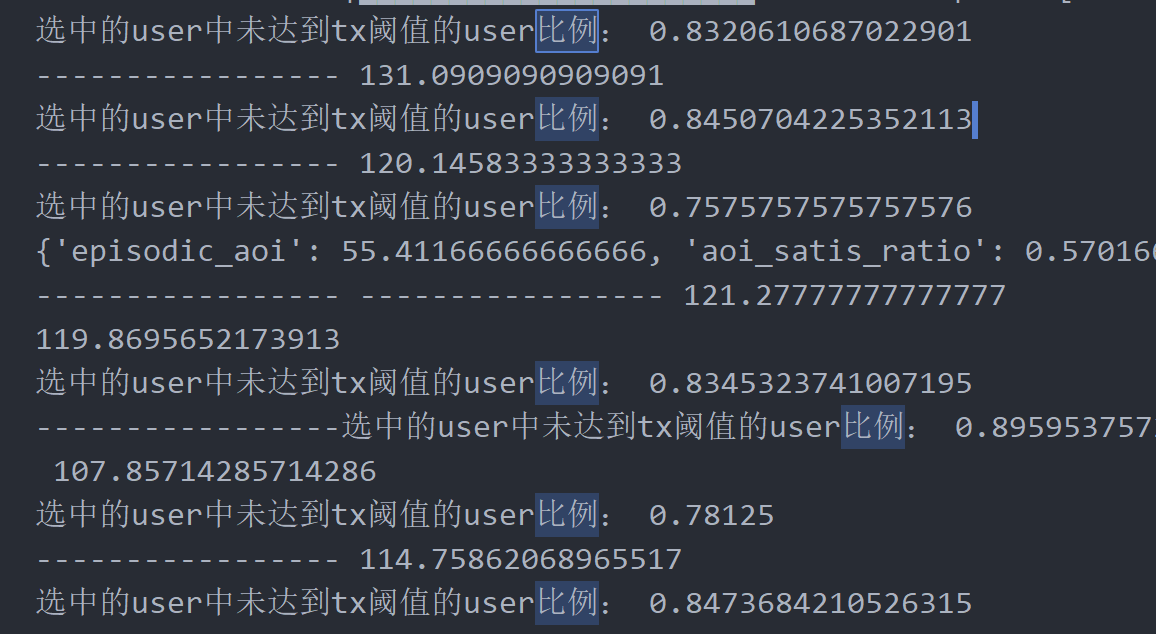 选中的user中未达到tx阈值的user比例： 0.8320610687022901
----------------- 131.0909090909091
选中的user中未达到tx阈值的user比例： 0.8450704225352113
----------------- 120.14583333333333
选中的user中未达到tx阈值的user比例： 0.7575757575757576
{'episodic_aoi': 55.41166666666666, 'aoi_satis_ratio': 0.57016
----------------- ----------------- 121.27777777777777
119.8695652173913
选中的user中未达到tx阈值的user比例： 0.8345323741007195
-----------------选中的user中未达到tx阈值的user比例： 0.895953757
 107.85714285714286
选中的user中未达到tx阈值的user比例： 0.78125
----------------- 114.75862068965517
选中的user中未达到tx阈值的user比例： 0.8473684210526315